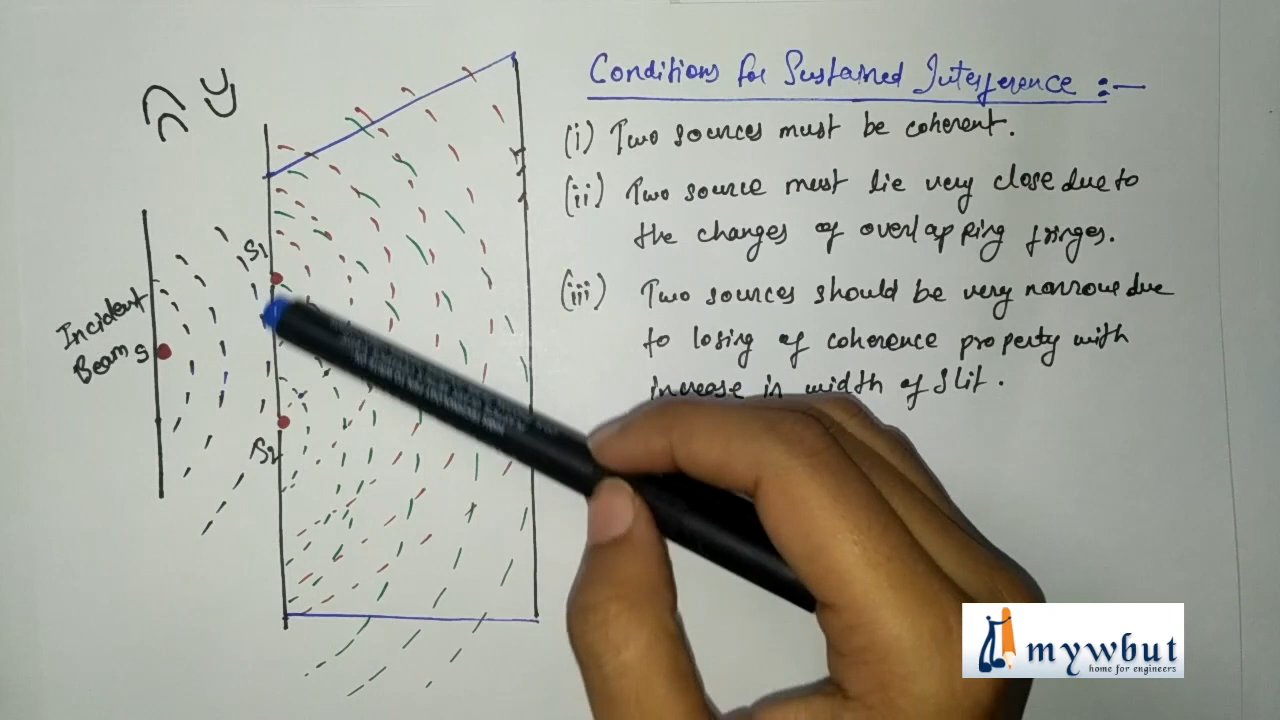 Conditions for Sustained Interference :-
(i) Two sources must be coherent.
(ii) Two source must lie very close due to
the changes of overlapping fringes.
(iii) Two sources should be very narrow due
to losing of coherence property with
increase in width of slit.
S1
Incident
Beam S
S2
mywbut
home for engineers